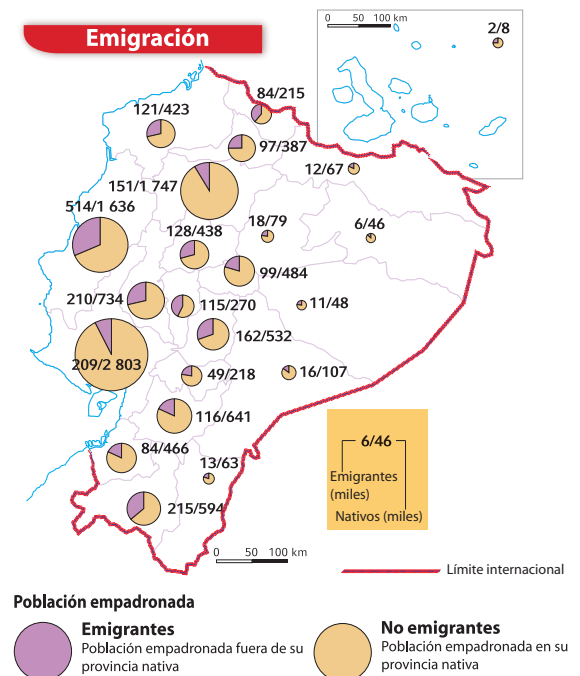 Emigración
0 50 100 km
2/8
84/215
121/423
97/387
12/67
151/1 747
514/1 636
18/79
6/46
128/438
99/484
210/734
115/270
11/48
162/532
209/2 803
49/218
16/107
116/641
84/466
13/63
215/594
6/46
Emigrantes
(miles)
Nativos (miles)
0 50 100 km
Límite internacional
Población empadronada
Emigrantes
Población empadronada fuera de su
provincia nativa
No emigrantes
Población empadronada en su
provincia nativa